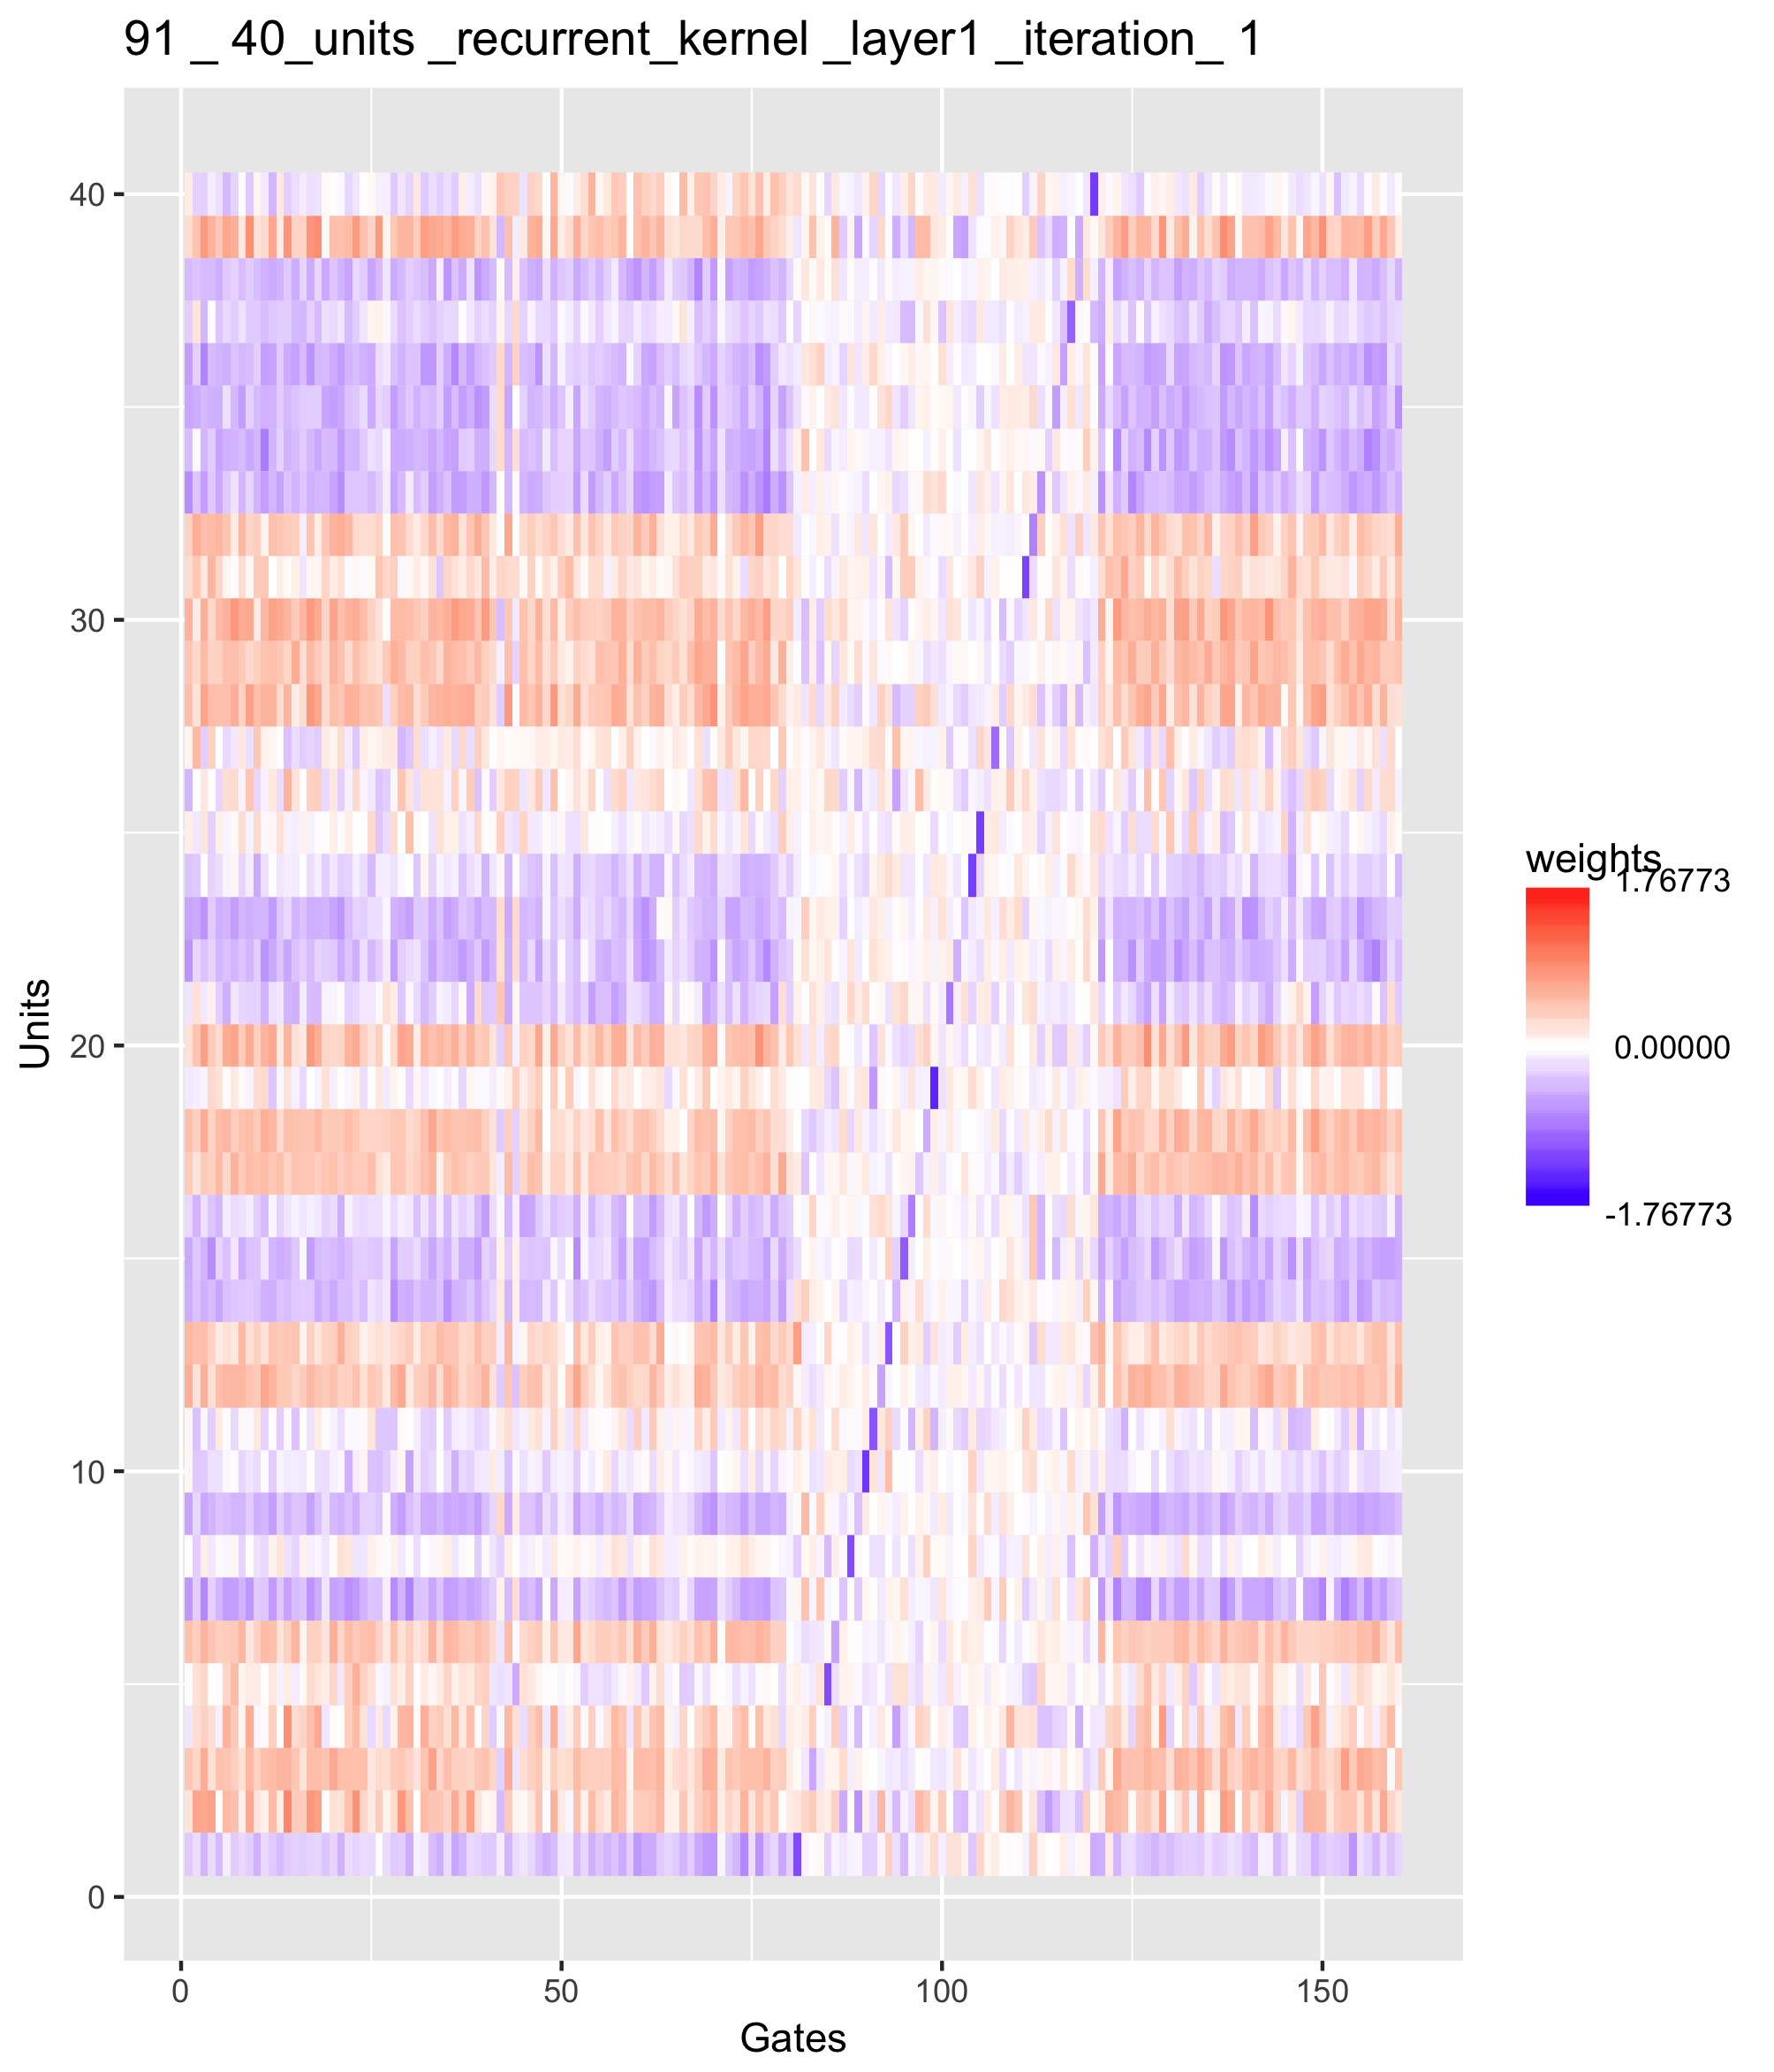 91 _ 40_units _recurrent_kernel _layer1 _iteration_ 1
40
30
20
10
0
Units
0 50 100 150
Gates
weights
1.76773
0.00000
-1.76773